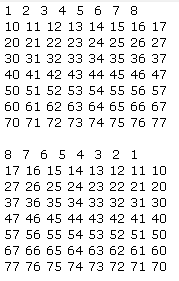 1 2 3 4 5 6 7 8
10 11 12 13 14 15 16 17
20 21 22 23 24 25 26 27
30 31 32 33 34 35 36 37
40 41 42 43 44 45 46 47
50 51 52 53 54 55 56 57
60 61 62 63 64 65 66 67
70 71 72 73 74 75 76 77

8 7 6 5 4 3 2 1
17 16 15 14 13 12 11 10
27 26 25 24 23 22 21 20
37 36 35 34 33 32 31 30
47 46 45 44 43 42 41 40
57 56 55 54 53 52 51 50
67 66 65 64 63 62 61 60
77 76 75 74 73 72 71 70